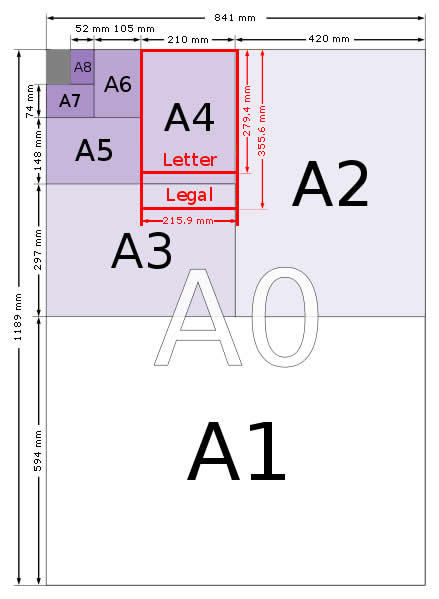 841 mm
52 mm 105 mm
210 mm
420 mm
A8
A6
A7
74 mm
A4
279.4 mm
355.6 mm
A5
148 mm
Letter
Legal
A2
215.9 mm
A3
297 mm
A0
1189 mm
A1
594 mm